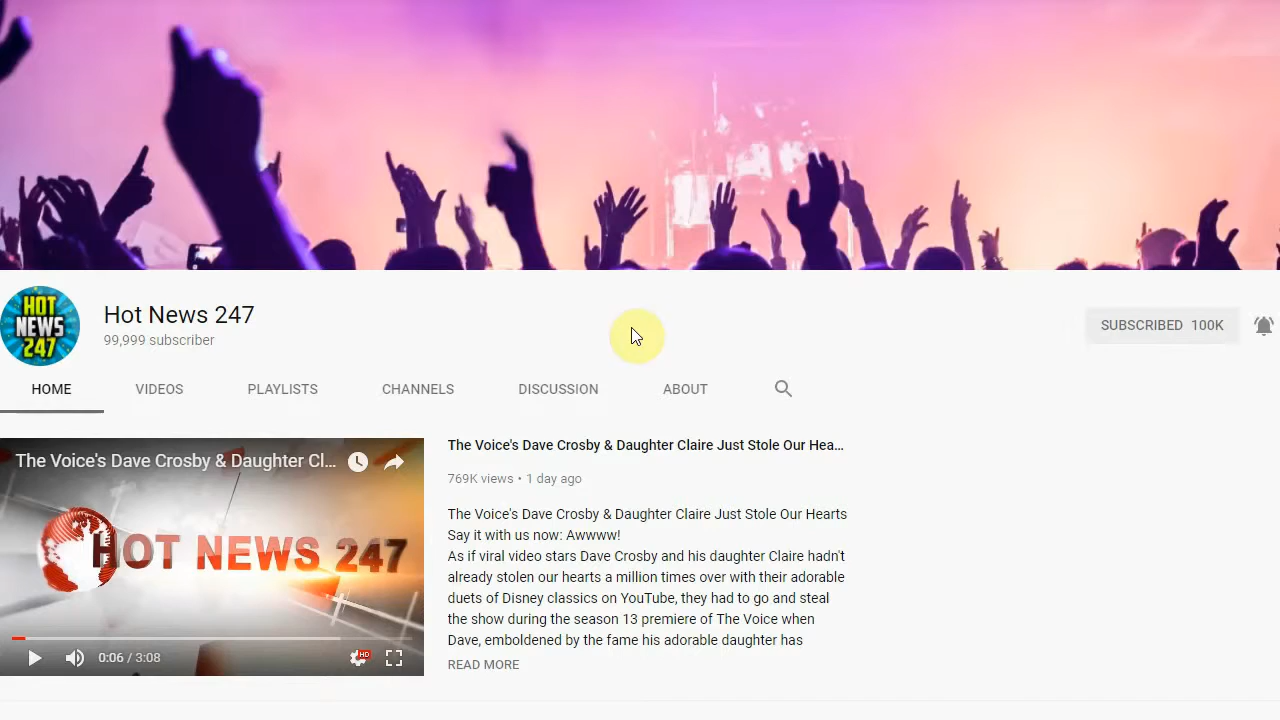 HOT
NEWS
247
Hot News 247
99,999 subscriber
SUBSCRIBED 100K
HOME VIDEOS PLAYLISTS CHANNELS DISCUSSION ABOUT
The Voice's Dave Crosby & Daughter Cl...
HOT NEWS 247
0:06 / 3:08
HD
The Voice's Dave Crosby & Daughter Claire Just Stole Our Hea...
769K views • 1 day ago
The Voice's Dave Crosby & Daughter Claire Just Stole Our Hearts
Say it with us now: Awwww!
As if viral video stars Dave Crosby and his daughter Claire hadn't
already stolen our hearts a million times over with their adorable
duets of Disney classics on YouTube, they had to go and steal
the show during the season 13 premiere of The Voice when
Dave, emboldened by the fame his adorable daughter has
READ MORE